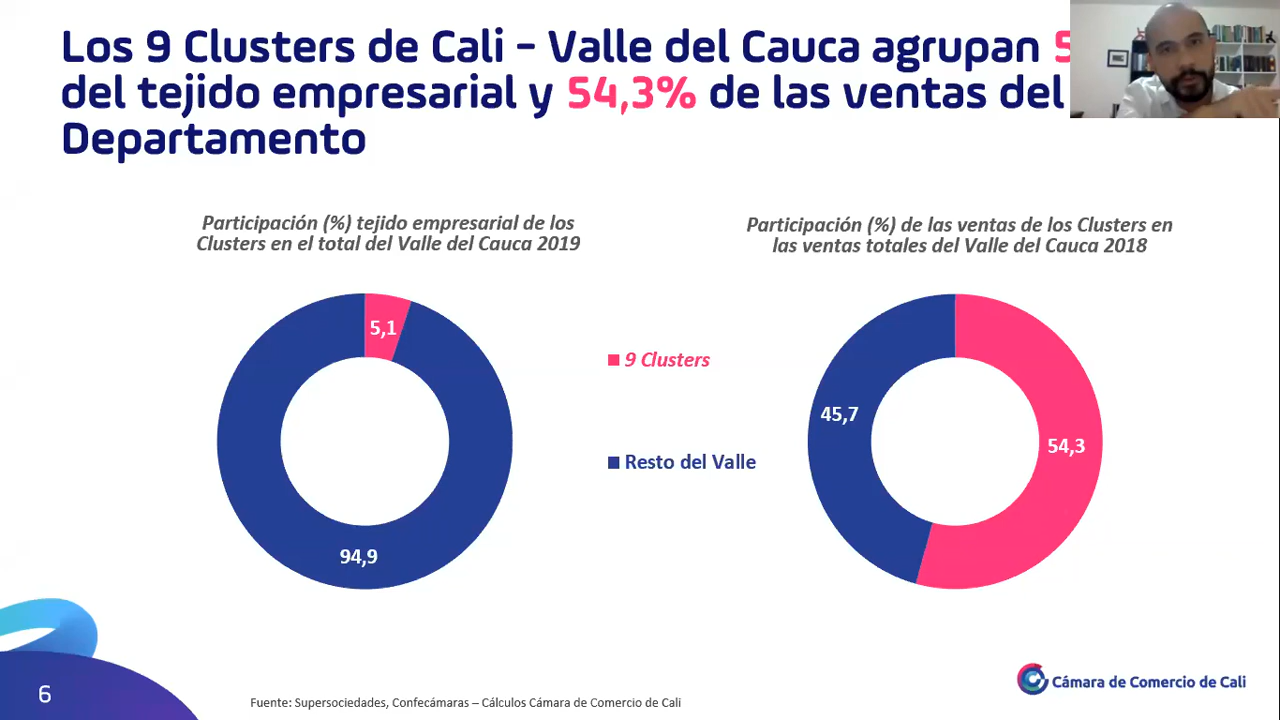 Los 9 Clusters de Cali – Valle del Cauca agrupan
del tejido empresarial y 54,3% de las ventas del
Departamento
Participación (%) tejido empresarial de los
Clusters en el total del Valle del Cauca 2019
Participación (%) de las ventas de los Clusters en
las ventas totales del Valle del Cauca 2018
5,1
94,9
9 Clusters
Resto del Valle
45,7
54,3
6
Fuente: Supersociedades, Confecámaras – Cálculos Cámara de Comercio de Cali
Cámara de Comercio de Cali